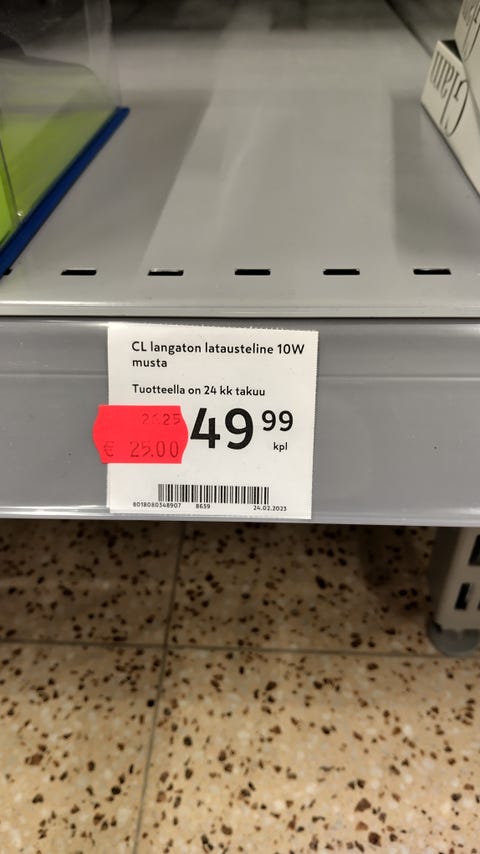 CL langaton latausteline 10W
musta
Tuotteella on 24 kk takuu
€ 25.00
49 99
kpl
8018080348907 8659 24.02.2023